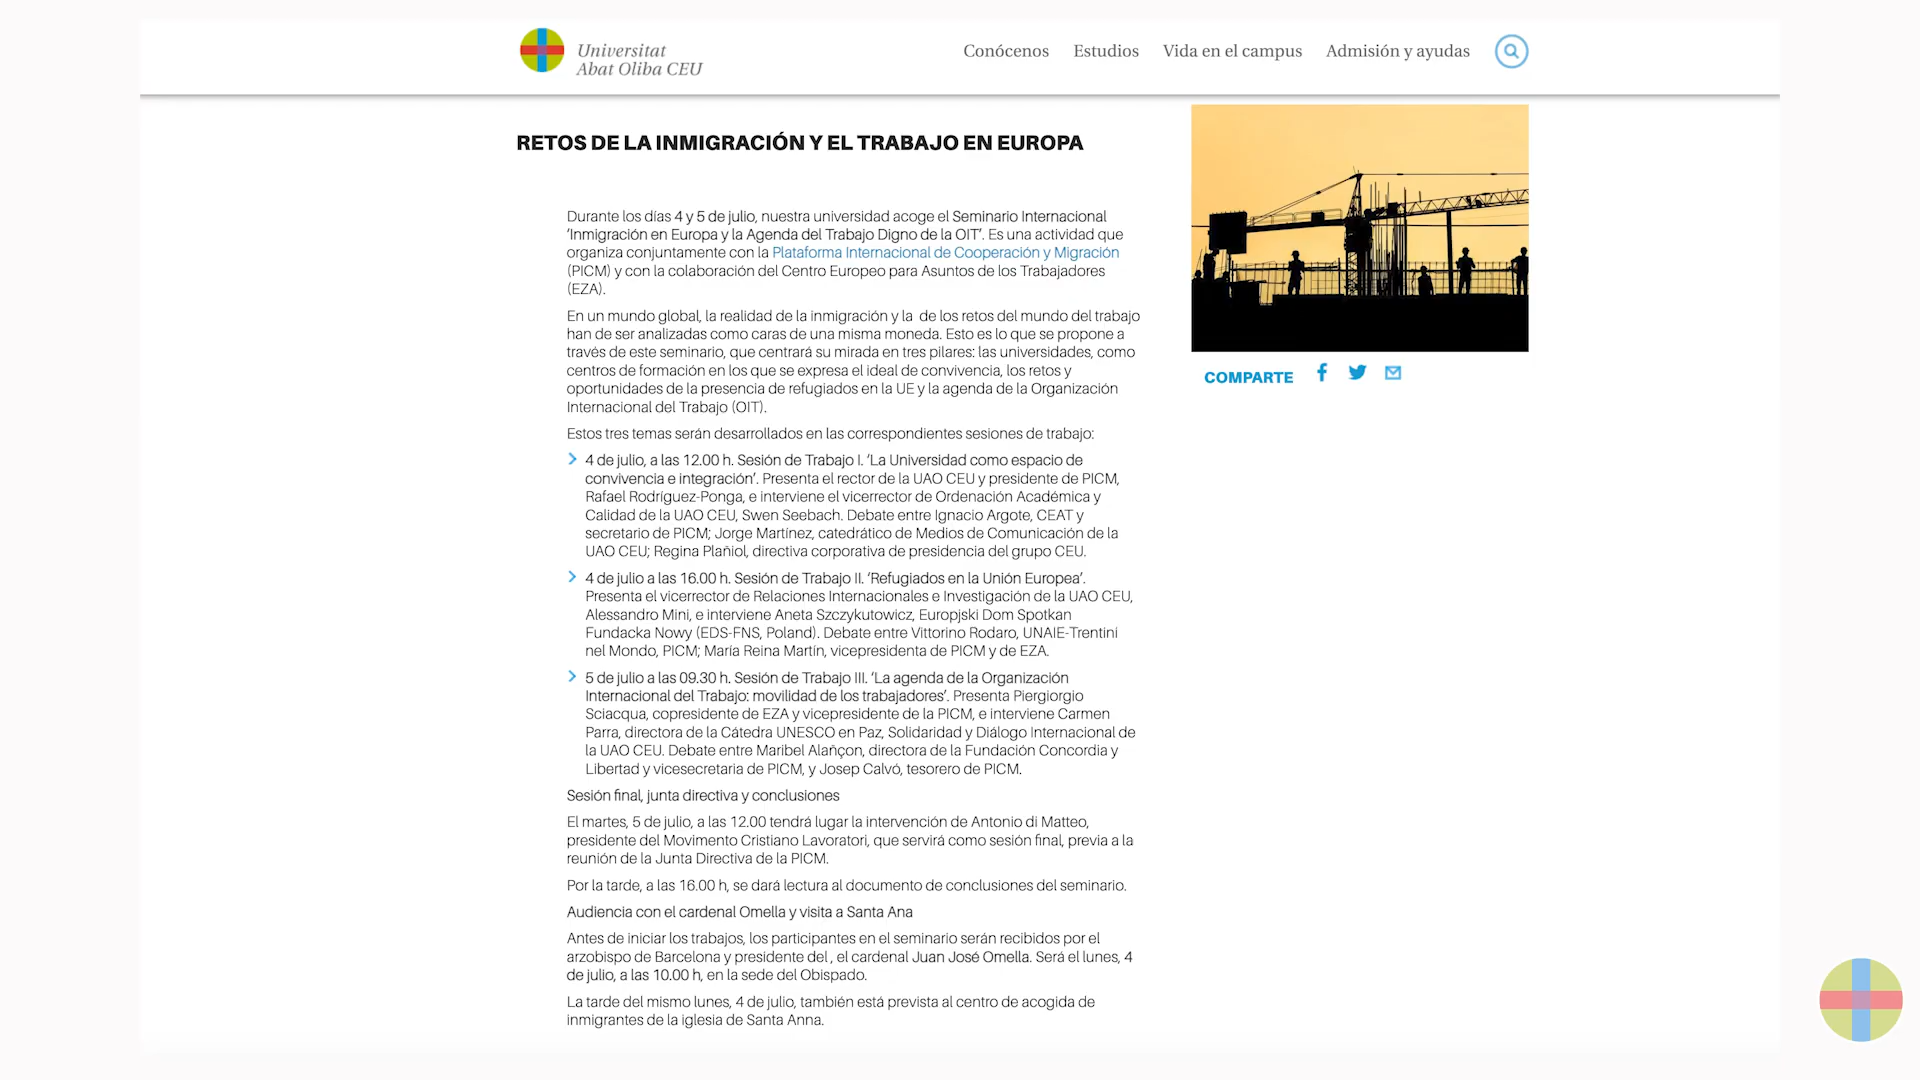 Universitat
Abat Oliba CEU
Conócenos Estudios Vida en el campus Admisión y ayudas
RETOS DE LA INMIGRACIÓN Y EL TRABAJO EN EUROPA
Durante los días 4 y 5 de julio, nuestra universidad acoge el Seminario Internacional
‘Inmigración en Europa y la Agenda del Trabajo Digno de la OIT’. Es una actividad que
organiza conjuntamente con la Plataforma Internacional de Cooperación y Migración
(PICM) y con la colaboración del Centro Europeo para Asuntos de los Trabajadores
(EZA).
En un mundo global, la realidad de la inmigración y la de los retos del mundo del trabajo
han de ser analizadas como caras de una misma moneda. Esto es lo que se propone a
través de este seminario, que centrará su mirada en tres pilares: las universidades, como
centros de formación en los que se expresa el ideal de convivencia, los retos y
oportunidades de la presencia de refugiados en la UE y la agenda de la Organización
Internacional del Trabajo (OIT).
Estos tres temas serán desarrollados en las correspondientes sesiones de trabajo:
4 de julio, a las 12.00 h. Sesión de Trabajo I. ‘La Universidad como espacio de
convivencia e integración’. Presenta el rector de la UAO CEU y presidente de PICM,
Rafael Rodríguez-Ponga, e interviene el vicerrector de Ordenación Académica y
Calidad de la UAO CEU, Swen Seebach. Debate entre Ignacio Argote, CEAT y
secretario de PICM; Jorge Martínez, catedrático de Medios de Comunicación de la
UAO CEU; Regina Plañiol, directiva corporativa de presidencia del grupo CEU.
4 de julio a las 16.00 h. Sesión de Trabajo II. ‘Refugiados en la Unión Europea’.
Presenta el vicerrector de Relaciones Internacionales e Investigación de la UAO CEU,
Alessandro Mini, e interviene Aneta Szczykutowicz, Europjski Dom Spotkan
Fundacka Nowy (EDS-FNS, Poland). Debate entre Vittorino Rodaro, UNAIE-Trentini
nel Mondo, PICM; María Reina Martín, vicepresidenta de PICM y de EZA.
5 de julio a las 09.30 h. Sesión de Trabajo III. ‘La agenda de la Organización
Internacional del Trabajo: movilidad de los trabajadores’. Presenta Piergiorgio
Sciacqua, copresidente de EZA y vicepresidente de la PICM, e interviene Carmen
Parra, directora de la Cátedra UNESCO en Paz, Solidaridad y Diálogo Internacional de
la UAO CEU. Debate entre Maribel Alañçon, directora de la Fundación Concordia y
Libertad y vicesecretaria de PICM, y Josep Calvó, tesorero de PICM.
Sesión final, junta directiva y conclusiones
El martes, 5 de julio, a las 12.00 tendrá lugar la intervención de Antonio di Matteo,
presidente del Movimento Cristiano Lavoratori, que servirá como sesión final, previa a la
reunión de la Junta Directiva de la PICM.
Por la tarde, a las 16.00 h, se dará lectura al documento de conclusiones del seminario.
Audiencia con el cardenal Omella y visita a Santa Ana
Antes de iniciar los trabajos, los participantes en el seminario serán recibidos por el
arzobispo de Barcelona y presidente del , el cardenal Juan José Omella. Será el lunes, 4
de julio, a las 10.00 h, en la sede del Obispado.
La tarde del mismo lunes, 4 de julio, también está prevista al centro de acogida de
inmigrantes de la iglesia de Santa Anna.
COMPARTE